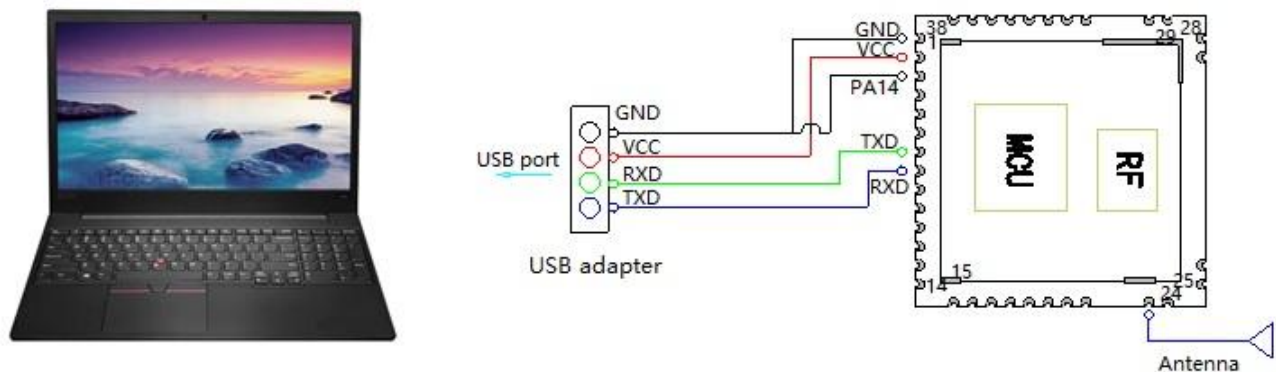 GND
VCC
PA14
TXD
RXD
GND
VCC
RXD
TXD
USB port
USB adapter
38
1
28
29
MCU
RF
15
14
25
24
Antenna